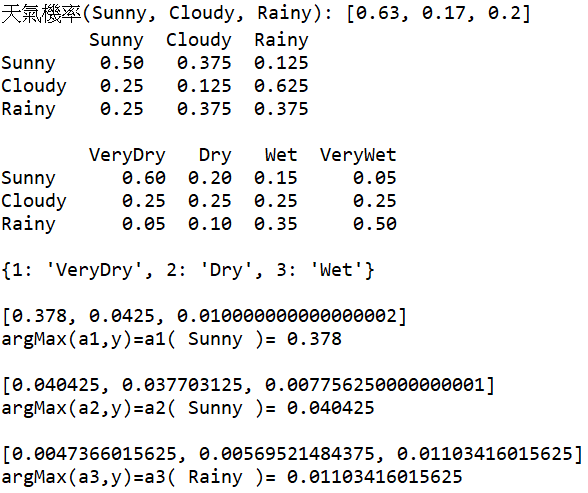 天氣機率(Sunny, Cloudy, Rainy): [0.63, 0.17, 0.2]
Sunny Cloudy Rainy
Sunny 0.50 0.375 0.125
Cloudy 0.25 0.125 0.625
Rainy 0.25 0.375 0.375
VeryDry Dry Wet VeryWet
Sunny 0.60 0.20 0.15 0.05
Cloudy 0.25 0.25 0.25 0.25
Rainy 0.05 0.10 0.35 0.50
{1: 'VeryDry', 2: 'Dry', 3: 'Wet'}
[0.378, 0.0425, 0.010000000000000002]
argMax(a1,y)=a1( Sunny )= 0.378
[0.040425, 0.037703125, 0.007756250000000001]
argMax(a2,y)=a2( Sunny )= 0.040425
[0.0047366015625, 0.00569521484375, 0.01103416015625]
argMax(a3,y)=a3( Rainy )= 0.01103416015625